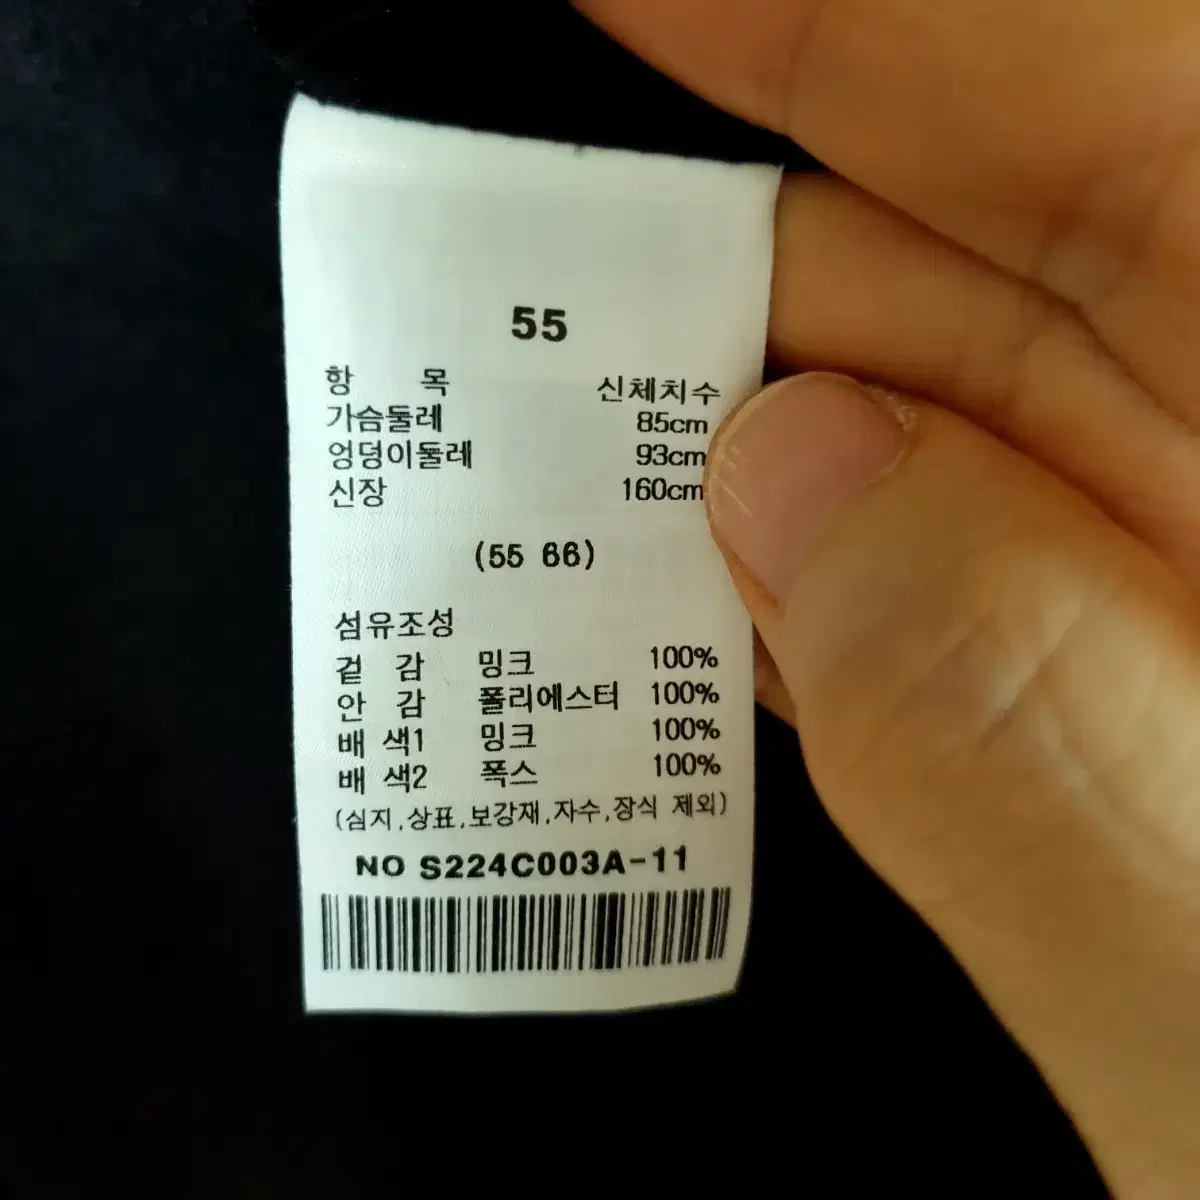 55
항 목 신체치수
가슴둘레 85cm
엉덩이둘레 93cm
신장 160cm
(55 66)
섬유조성
겉 감 밍크 100%
안 감 폴리에스터 100%
배 색1 밍크 100%
배 색2 폭스 100%
(심지,상표,보강재,자수,장식 제외)
NO S224C003A-11